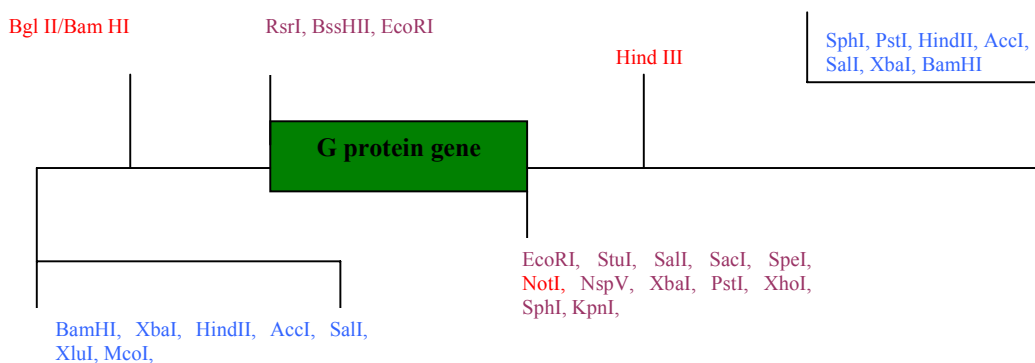 Bgl II/Bam HI
RsrI, BssHII, EcoRI
Hind III
SphI, PstI, HindII, AccI,
SalI, XbaI, BamHI
G protein gene
EcoRI, StuI, SalI, SacI, SpeI,
NotI, NspV, XbaI, PstI, XhoI,
SphI, KpnI,
BamHI, XbaI, HindII, AccI, SalI,
XluI, McoI,